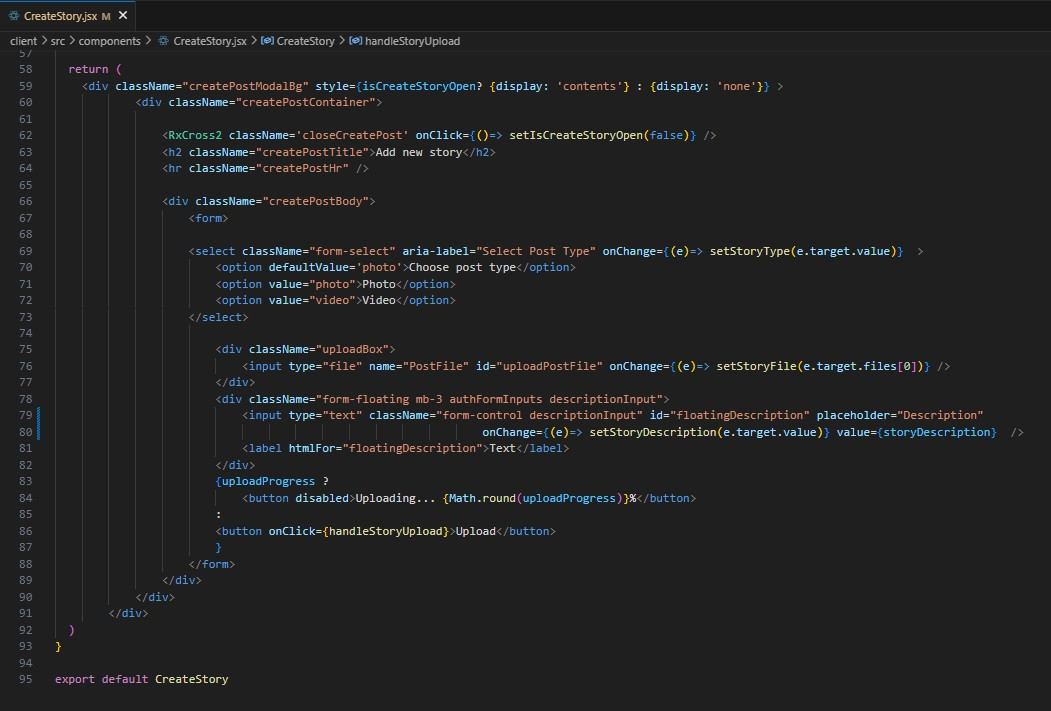 CreateStory.jsx M ×
client > src > components > CreateStory.jsx > CreateStory > handleStoryUpload
57
58 return (
59 <div className="createPostModalBg" style={isCreateStoryOpen? {display: 'contents'} : {display: 'none'}} >
60 <div className="createPostContainer">
61
62 <RxCross2 className='closeCreatePost' onClick={()=> setIsCreateStoryOpen(false)} />
63 <h2 className="createPostTitle">Add new story</h2>
64 <hr className="createPostHr" />
65
66 <div className="createPostBody">
67 <form>
68
69 <select className="form-select" aria-label="Select Post Type" onChange={(e)=> setStoryType(e.target.value)} >
70 <option defaultValue='photo'>Choose post type</option>
71 <option value="photo">Photo</option>
72 <option value="video">Video</option>
73 </select>
74
75 <div className="uploadBox">
76 <input type="file" name="PostFile" id="uploadPostFile" onChange={(e)=> setStoryFile(e.target.files[0])} />
77 </div>
78 <div className="form-floating mb-3 authFormInputs descriptionInput">
79 <input type="text" className="form-control descriptionInput" id="floatingDescription" placeholder="Description"
80 onChange={(e)=> setStoryDescription(e.target.value)} value={storyDescription} />
81 <label htmlFor="floatingDescription">Text</label>
82 </div>
83 {uploadProgress ?
84 <button disabled>Uploading... {Math.round(uploadProgress)}%</button>
85 :
86 <button onClick={handleStoryUpload}>Upload</button>
87 }
88 </form>
89 </div>
90 </div>
91 </div>
92 )
93 }
94
95 export default CreateStory